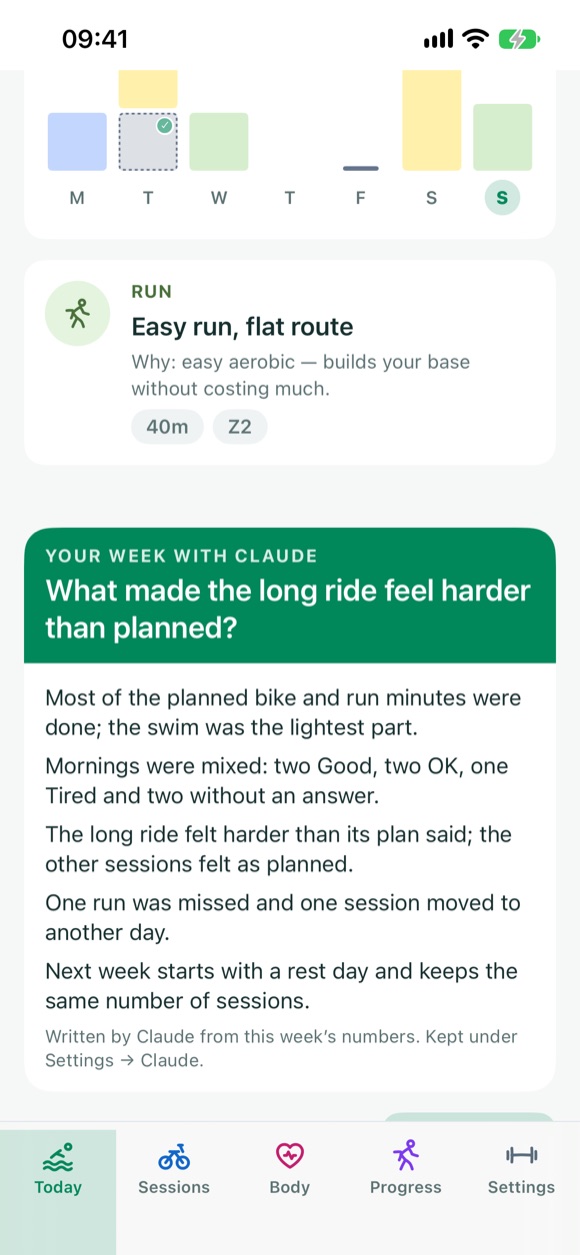 09:41
M T W T F S S
RUN
Easy run, flat route
Why: easy aerobic — builds your base
without costing much.
40m Z2
YOUR WEEK WITH CLAUDE
What made the long ride feel harder
than planned?
Most of the planned bike and run minutes were
done; the swim was the lightest part.
Mornings were mixed: two Good, two OK, one
Tired and two without an answer.
The long ride felt harder than its plan said; the
other sessions felt as planned.
One run was missed and one session moved to
another day.
Next week starts with a rest day and keeps the
same number of sessions.
Written by Claude from this week’s numbers. Kept under
Settings → Claude.
Today Sessions Body Progress Settings